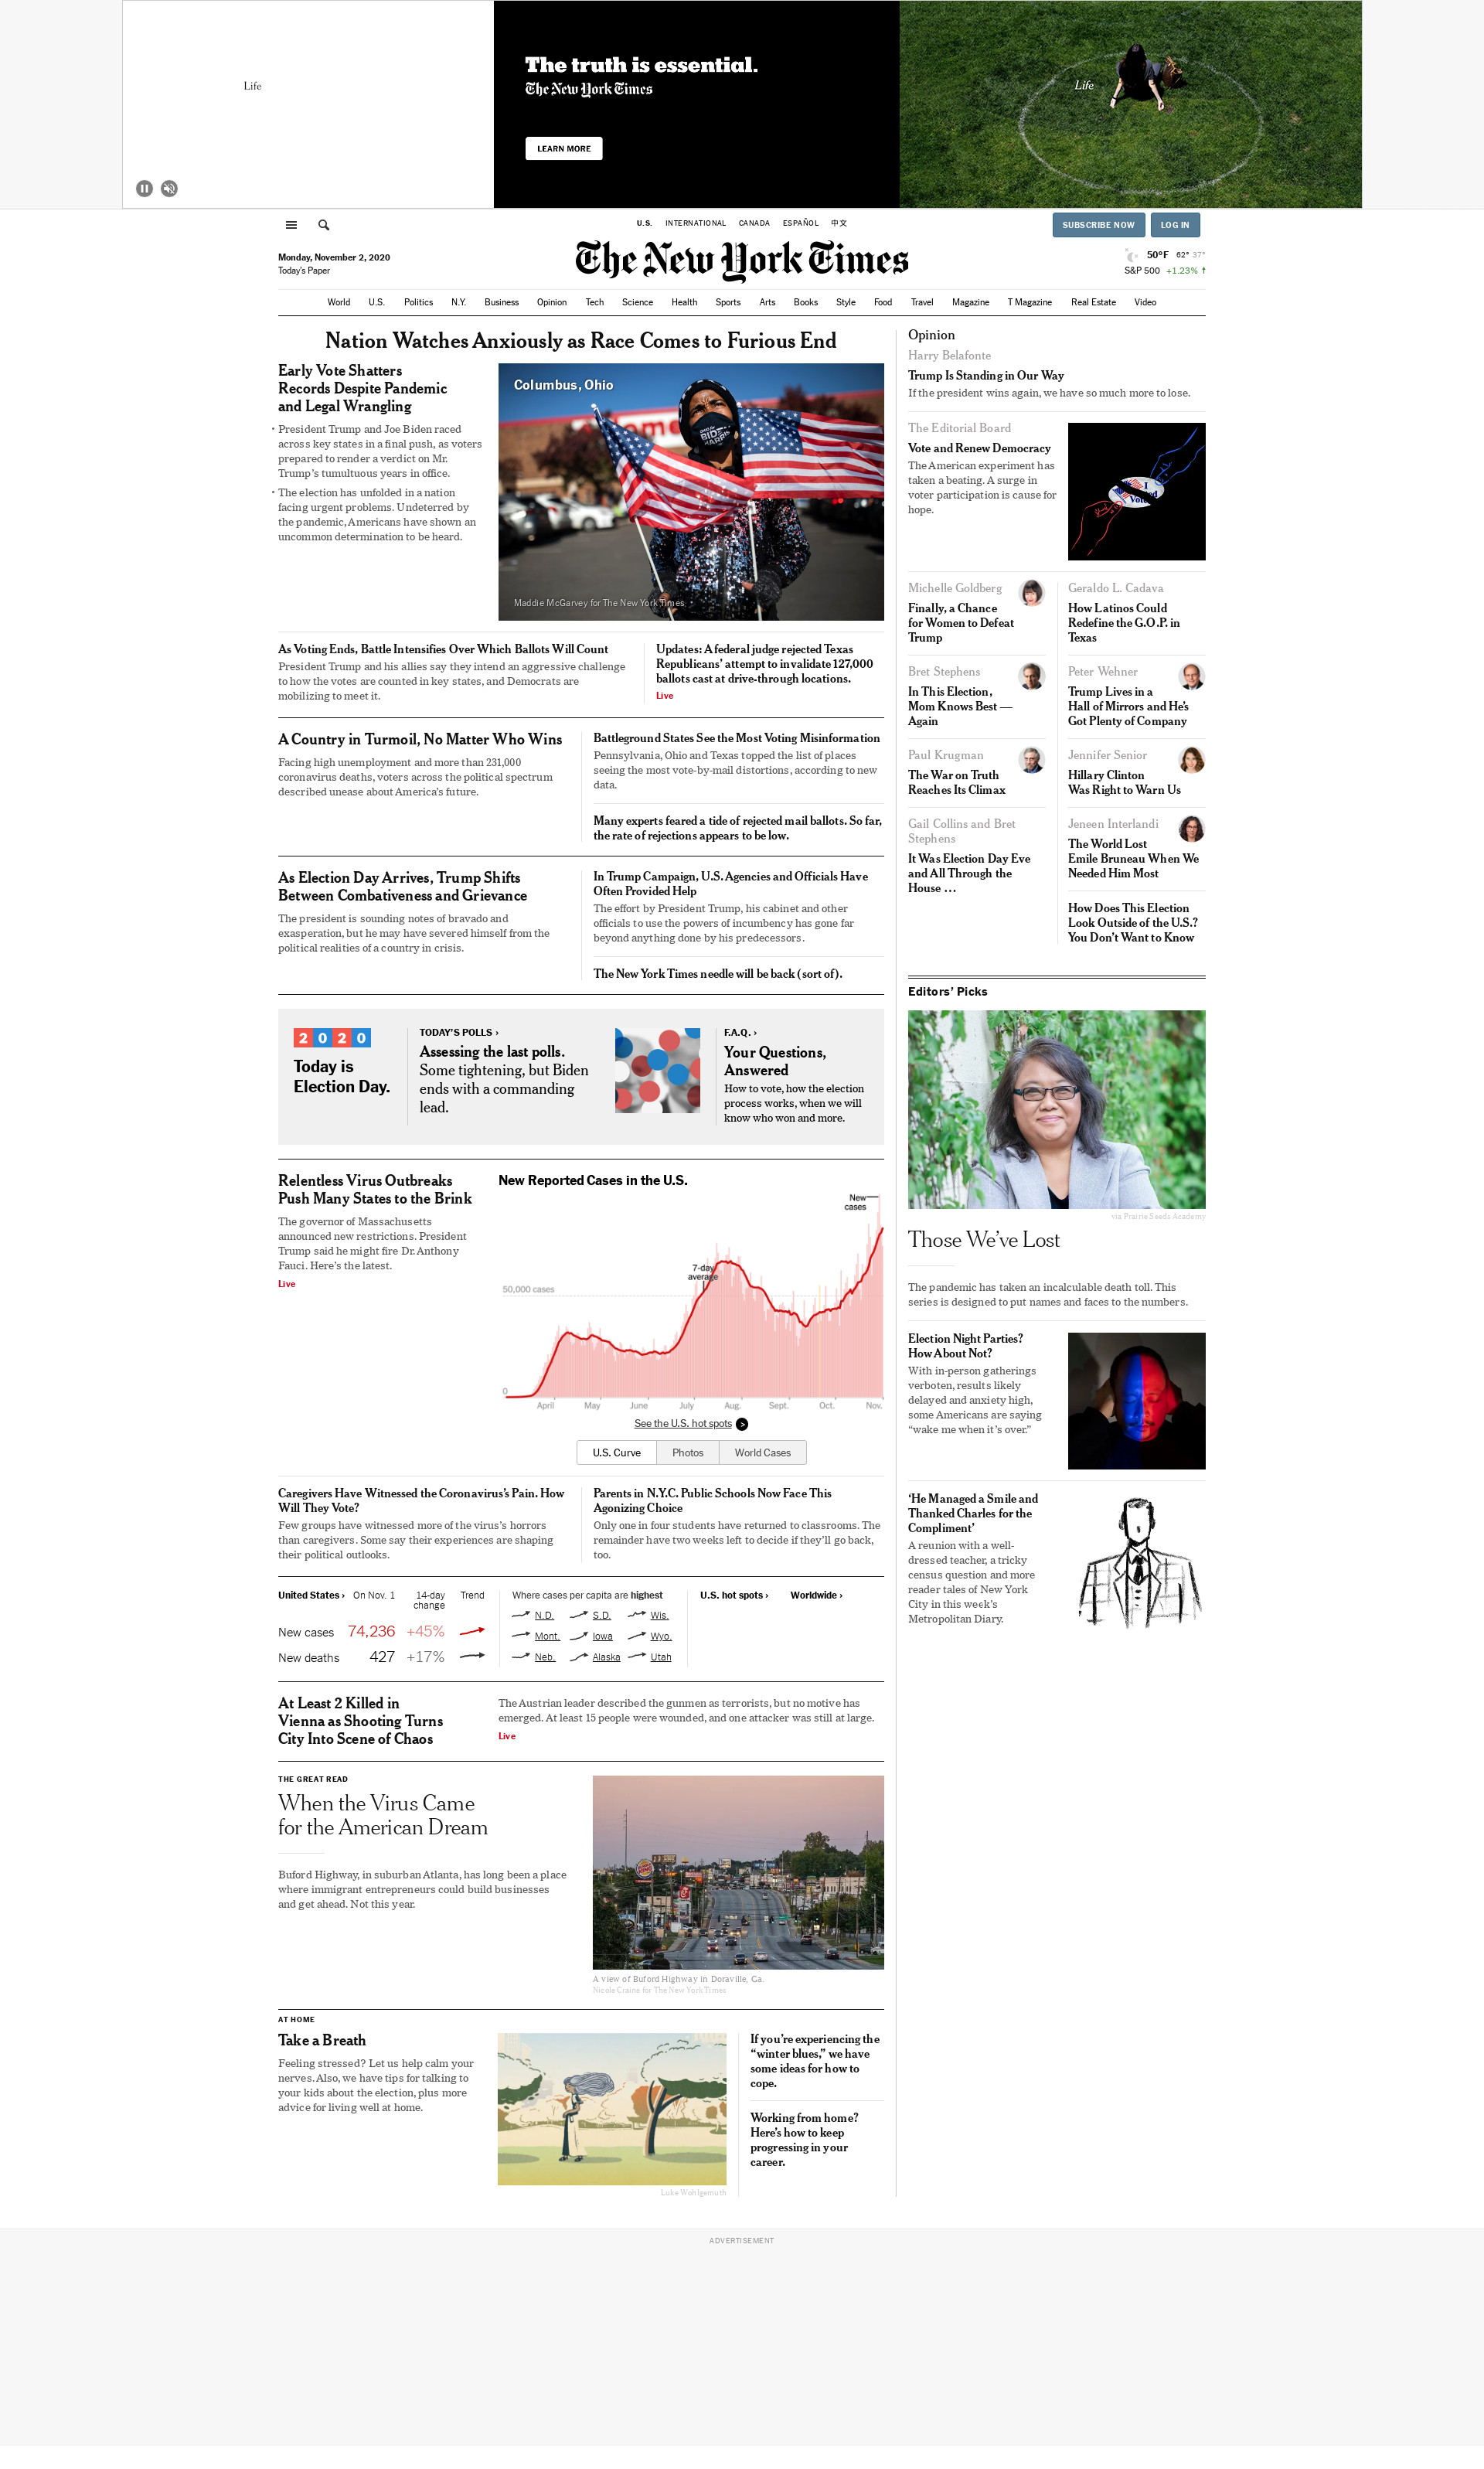 Life
The truth is essential.
The New York Times
LEARN MORE
Life
U.S. INTERNATIONAL CANADA ESPAÑOL 中文
SUBSCRIBE NOW LOG IN
Monday, November 2, 2020
Today's Paper
The New York Times
50°F 62° 37°
S&P 500 +1.23% ↑
World U.S. Politics N.Y. Business Opinion Tech Science Health Sports Arts Books Style Food Travel Magazine T Magazine Real Estate Video
Nation Watches Anxiously as Race Comes to Furious End
Early Vote Shatters
Records Despite Pandemic
and Legal Wrangling
• President Trump and Joe Biden raced
across key states in a final push, as voters
prepared to render a verdict on Mr.
Trump's tumultuous years in office.
• The election has unfolded in a nation
facing urgent problems. Undeterred by
the pandemic, Americans have shown an
uncommon determination to be heard.
Columbus, Ohio
BIDEN
HARRIS
Maddie McGarvey for The New York Times
As Voting Ends, Battle Intensifies Over Which Ballots Will Count
President Trump and his allies say they intend an aggressive challenge
to how the votes are counted in key states, and Democrats are
mobilizing to meet it.
Updates: A federal judge rejected Texas
Republicans' attempt to invalidate 127,000
ballots cast at drive-through locations.
Live
A Country in Turmoil, No Matter Who Wins
Facing high unemployment and more than 231,000
coronavirus deaths, voters across the political spectrum
described unease about America's future.
Battleground States See the Most Voting Misinformation
Pennsylvania, Ohio and Texas topped the list of places
seeing the most vote-by-mail distortions, according to new
data.
Many experts feared a tide of rejected mail ballots. So far,
the rate of rejections appears to be low.
As Election Day Arrives, Trump Shifts
Between Combativeness and Grievance
The president is sounding notes of bravado and
exasperation, but he may have severed himself from the
political realities of a country in crisis.
In Trump Campaign, U.S. Agencies and Officials Have
Often Provided Help
The effort by President Trump, his cabinet and other
officials to use the powers of incumbency has gone far
beyond anything done by his predecessors.
The New York Times needle will be back (sort of).
2020
Today is
Election Day.
TODAY'S POLLS ›
Assessing the last polls.
Some tightening, but Biden
ends with a commanding
lead.
F.A.Q. ›
Your Questions,
Answered
How to vote, how the election
process works, when we will
know who won and more.
Relentless Virus Outbreaks
Push Many States to the Brink
The governor of Massachusetts
announced new restrictions. President
Trump said he might fire Dr. Anthony
Fauci. Here's the latest.
Live
New Reported Cases in the U.S.
New
cases
7-day
average
50,000 cases
0
April May June July Aug. Sept. Oct. Nov.
See the U.S. hot spots >
U.S. Curve Photos World Cases
Caregivers Have Witnessed the Coronavirus's Pain. How
Will They Vote?
Few groups have witnessed more of the virus's horrors
than caregivers. Some say their experiences are shaping
their political outlooks.
Parents in N.Y.C. Public Schools Now Face This
Agonizing Choice
Only one in four students have returned to classrooms. The
remainder have two weeks left to decide if they'll go back,
too.
United States › On Nov. 1 14-day change Trend
New cases 74,236 +45%
New deaths 427 +17%
Where cases per capita are highest
N.D. S.D. Wis.
Mont. Iowa Wyo.
Neb. Alaska Utah
U.S. hot spots › Worldwide ›
At Least 2 Killed in
Vienna as Shooting Turns
City Into Scene of Chaos
The Austrian leader described the gunmen as terrorists, but no motive has
emerged. At least 15 people were wounded, and one attacker was still at large.
Live
THE GREAT READ
When the Virus Came
for the American Dream
Buford Highway, in suburban Atlanta, has long been a place
where immigrant entrepreneurs could build businesses
and get ahead. Not this year.
A view of Buford Highway in Doraville, Ga.
Nicole Craine for The New York Times
AT HOME
Take a Breath
Feeling stressed? Let us help calm your
nerves. Also, we have tips for talking to
your kids about the election, plus more
advice for living well at home.
Luke Wohlgemuth
If you're experiencing the
“winter blues,” we have
some ideas for how to
cope.
Working from home?
Here's how to keep
progressing in your
career.
Opinion
Harry Belafonte
Trump Is Standing in Our Way
If the president wins again, we have so much more to lose.
The Editorial Board
Vote and Renew Democracy
The American experiment has
taken a beating. A surge in
voter participation is cause for
hope.
I
Voted
Michelle Goldberg
Finally, a Chance
for Women to Defeat
Trump
Geraldo L. Cadava
How Latinos Could
Redefine the G.O.P. in
Texas
Bret Stephens
In This Election,
Mom Knows Best —
Again
Peter Wehner
Trump Lives in a
Hall of Mirrors and He's
Got Plenty of Company
Paul Krugman
The War on Truth
Reaches Its Climax
Jennifer Senior
Hillary Clinton
Was Right to Warn Us
Gail Collins and Bret
Stephens
It Was Election Day Eve
and All Through the
House …
Jeneen Interlandi
The World Lost
Emile Bruneau When We
Needed Him Most
How Does This Election
Look Outside of the U.S.?
You Don't Want to Know
Editors' Picks
via Prairie Seeds Academy
Those We've Lost
The pandemic has taken an incalculable death toll. This
series is designed to put names and faces to the numbers.
Election Night Parties?
How About Not?
With in-person gatherings
verboten, results likely
delayed and anxiety high,
some Americans are saying
“wake me when it's over.”
‘He Managed a Smile and
Thanked Charles for the
Compliment’
A reunion with a well-
dressed teacher, a tricky
census question and more
reader tales of New York
City in this week's
Metropolitan Diary.
ADVERTISEMENT